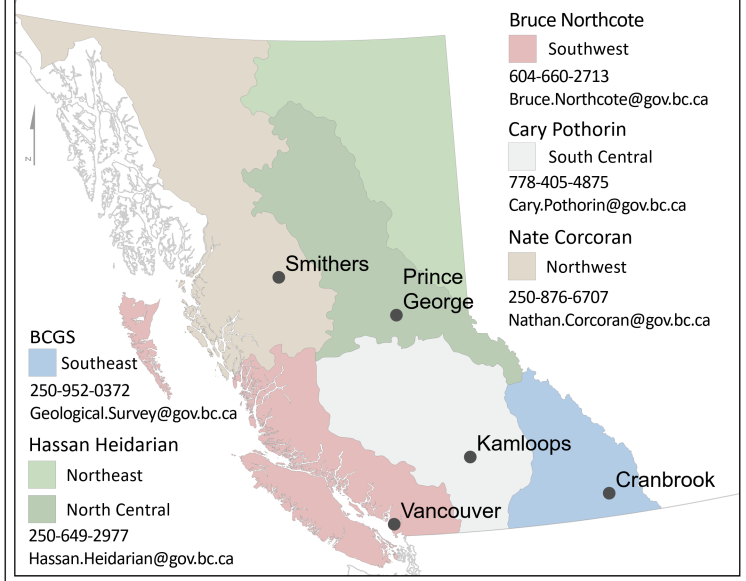 Bruce Northcote
Southwest
604-660-2713
Bruce.Northcote@gov.bc.ca
Cary Pothorin
South Central
778-405-4875
Cary.Pothorin@gov.bc.ca
Nate Corcoran
Northwest
250-876-6707
Nathan.Corcoran@gov.bc.ca
N
Smithers
Prince
George
Kamloops
Cranbrook
Vancouver
BCGS
Southeast
250-952-0372
Geological.Survey@gov.bc.ca
Hassan Heidarian
Northeast
North Central
250-649-2977
Hassan.Heidarian@gov.bc.ca